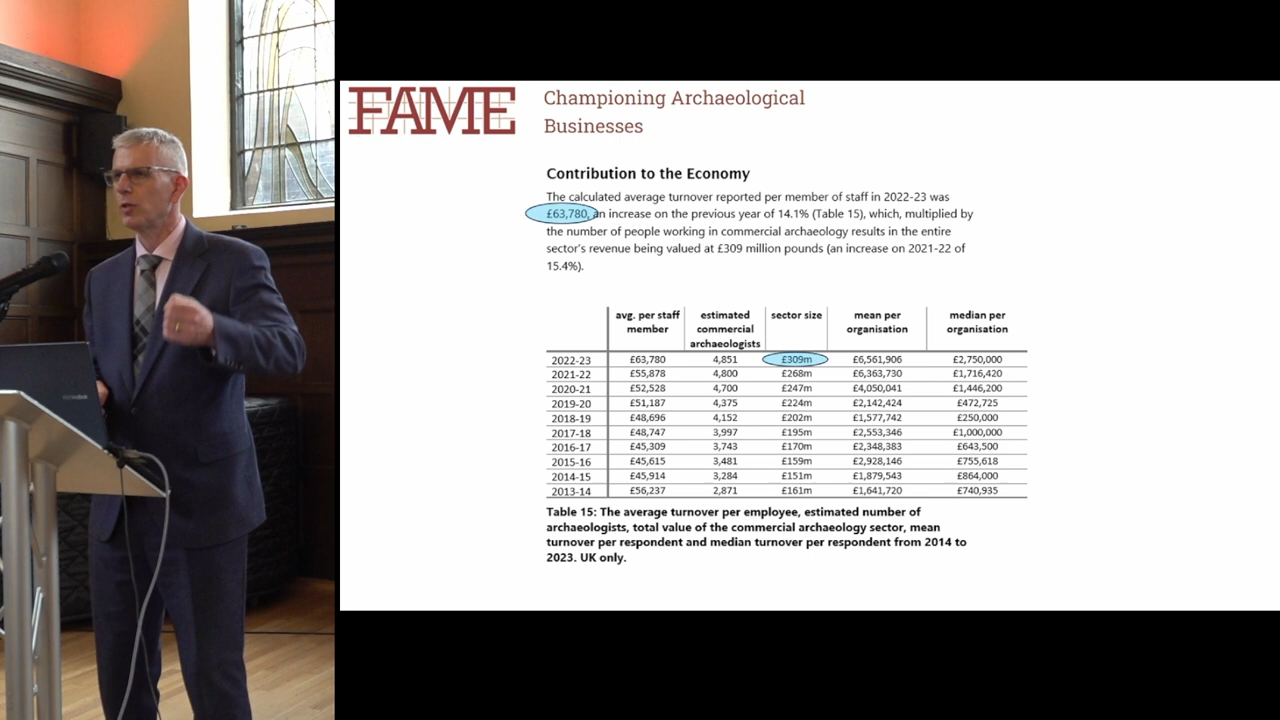 FAME
Championing Archaeological
Businesses
Contribution to the Economy
The calculated average turnover reported per member of staff in 2022-23 was
£63,780, an increase on the previous year of 14.1% (Table 15), which, multiplied by
the number of people working in commercial archaeology results in the entire
sector's revenue being valued at £309 million pounds (an increase on 2021-22 of
15.4%).
avg. per staff member estimated commercial archaeologists sector size mean per organisation median per organisation
2022-23 £63,780 4,851 £309m £6,561,906 £2,750,000
2021-22 £55,878 4,800 £268m £6,363,730 £1,716,420
2020-21 £52,528 4,700 £247m £4,050,041 £1,446,200
2019-20 £51,187 4,375 £224m £2,142,424 £472,725
2018-19 £48,696 4,152 £202m £1,577,742 £250,000
2017-18 £48,747 3,997 £195m £2,553,346 £1,000,000
2016-17 £45,309 3,743 £170m £2,348,383 £643,500
2015-16 £45,615 3,481 £159m £2,928,146 £755,618
2014-15 £45,914 3,284 £151m £1,879,543 £864,000
2013-14 £56,237 2,871 £161m £1,641,720 £740,935
Table 15: The average turnover per employee, estimated number of
archaeologists, total value of the commercial archaeology sector, mean
turnover per respondent and median turnover per respondent from 2014 to
2023. UK only.